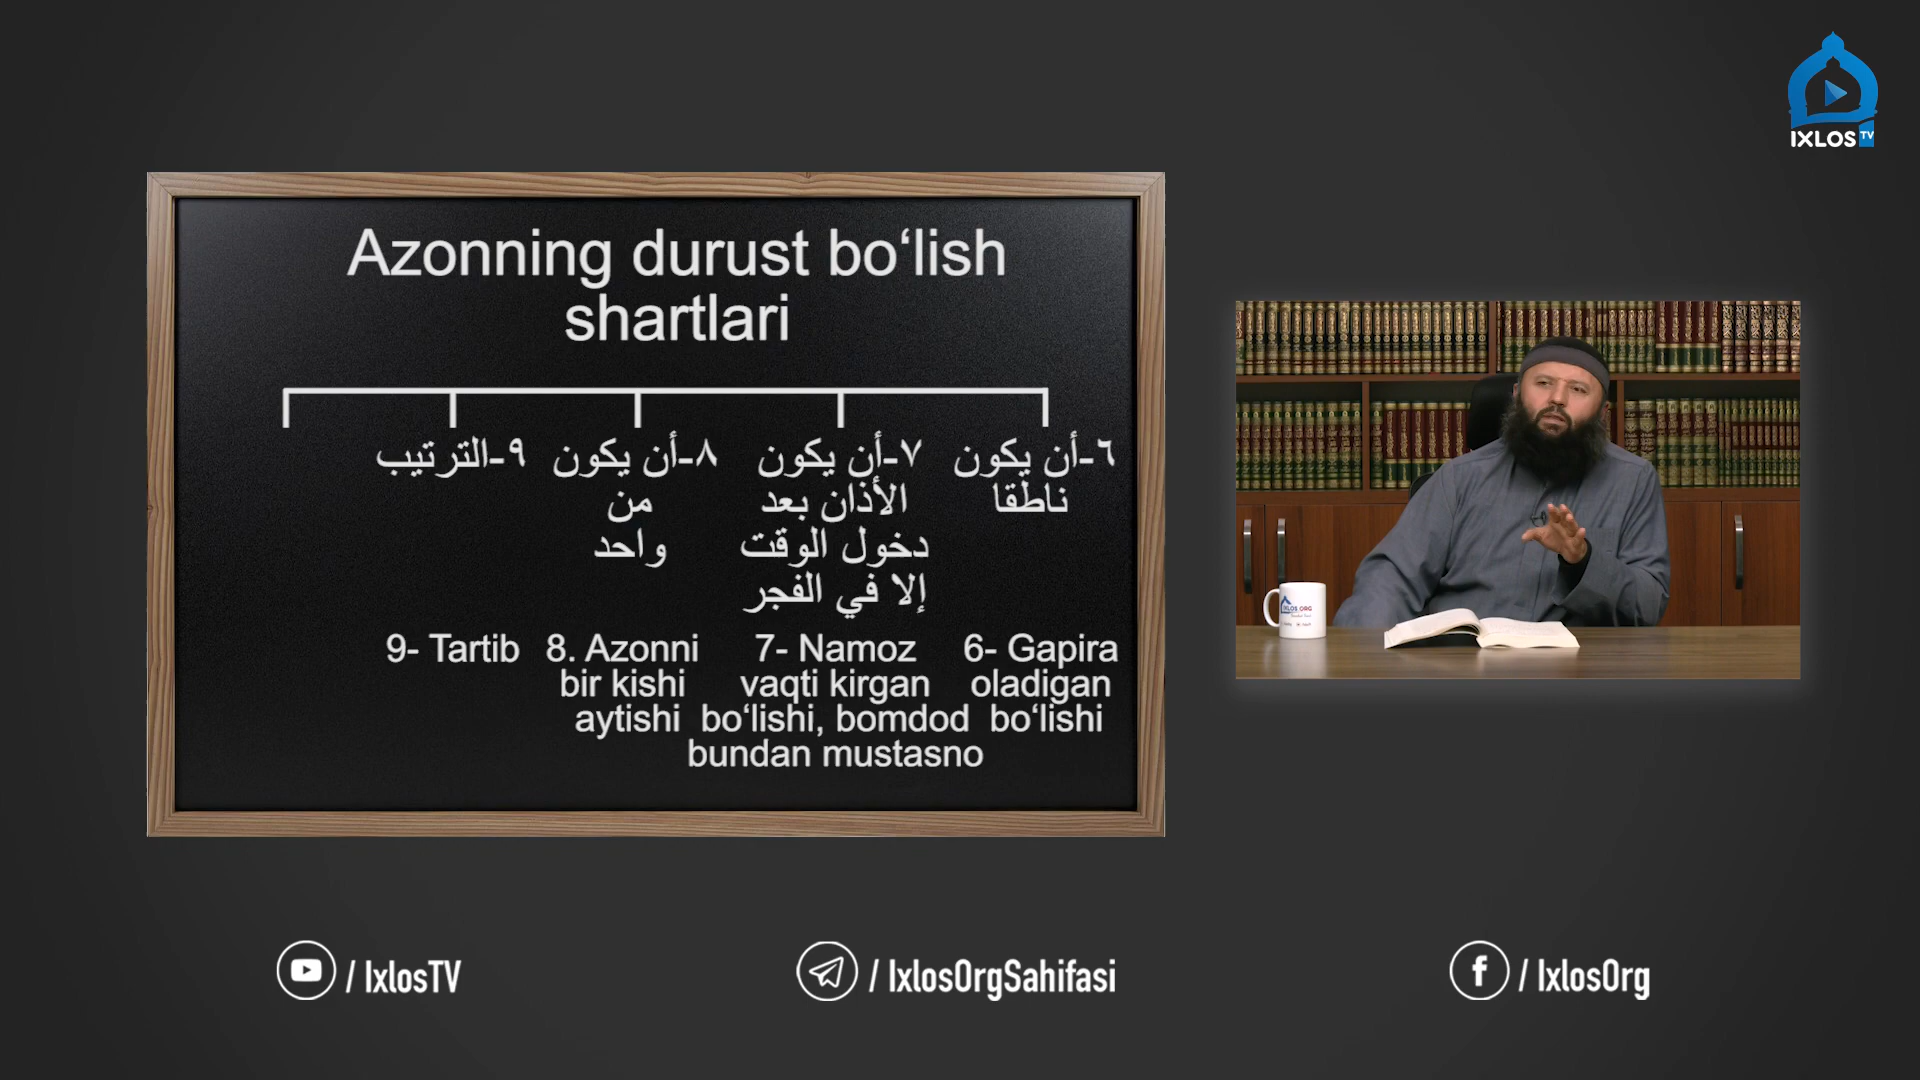 IXLOS TV
Azonning durust bo‘lish
shartlari
٦-أن يكون
ناطقا
٧-أن يكون
الأذان بعد
دخول الوقت
إلا في الفجر
٨-أن يكون
من
واحد
٩-الترتيب
6- Gapira
oladigan
bo‘lishi
7- Namoz
vaqti kirgan
bo‘lishi, bomdod
bundan mustasno
8. Azonni
bir kishi
aytishi
9- Tartib
IXLOS ORG
/ IxlosTV
/ IxlosOrgSahifasi
/ IxlosOrg